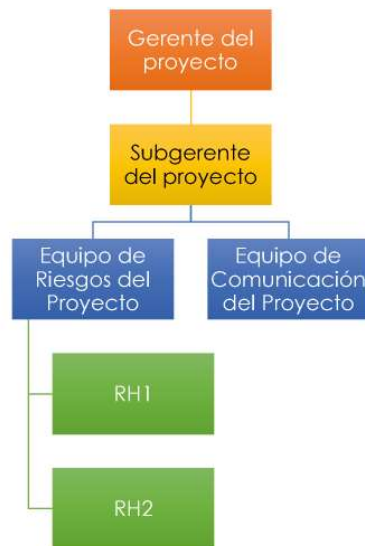 Gerente del
proyecto
Subgerente
del proyecto
Equipo de
Riesgos del
Proyecto
Equipo de
Comunicación
del Proyecto
RH1
RH2